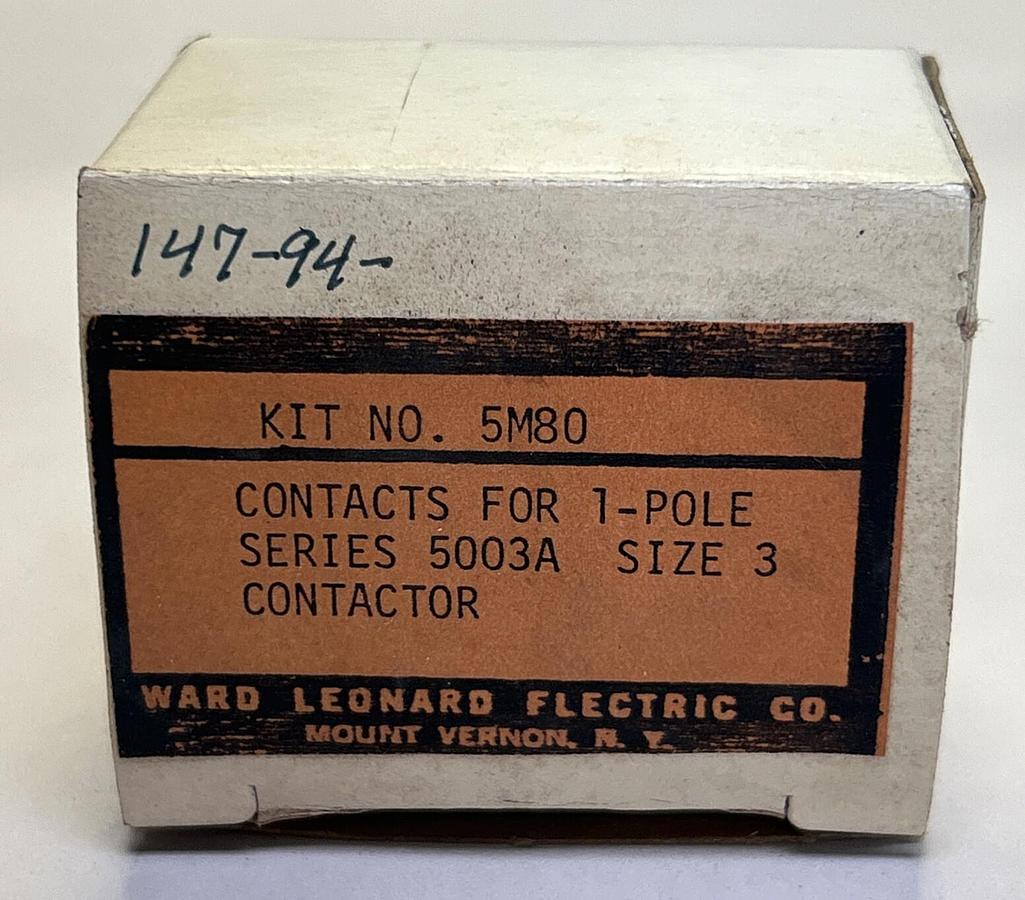 147-94-
KIT NO. 5M80
CONTACTS FOR 1-POLE
SERIES 5003A SIZE 3
CONTACTOR
WARD LEONARD ELECTRIC CO.
MOUNT VERNON, N. Y.